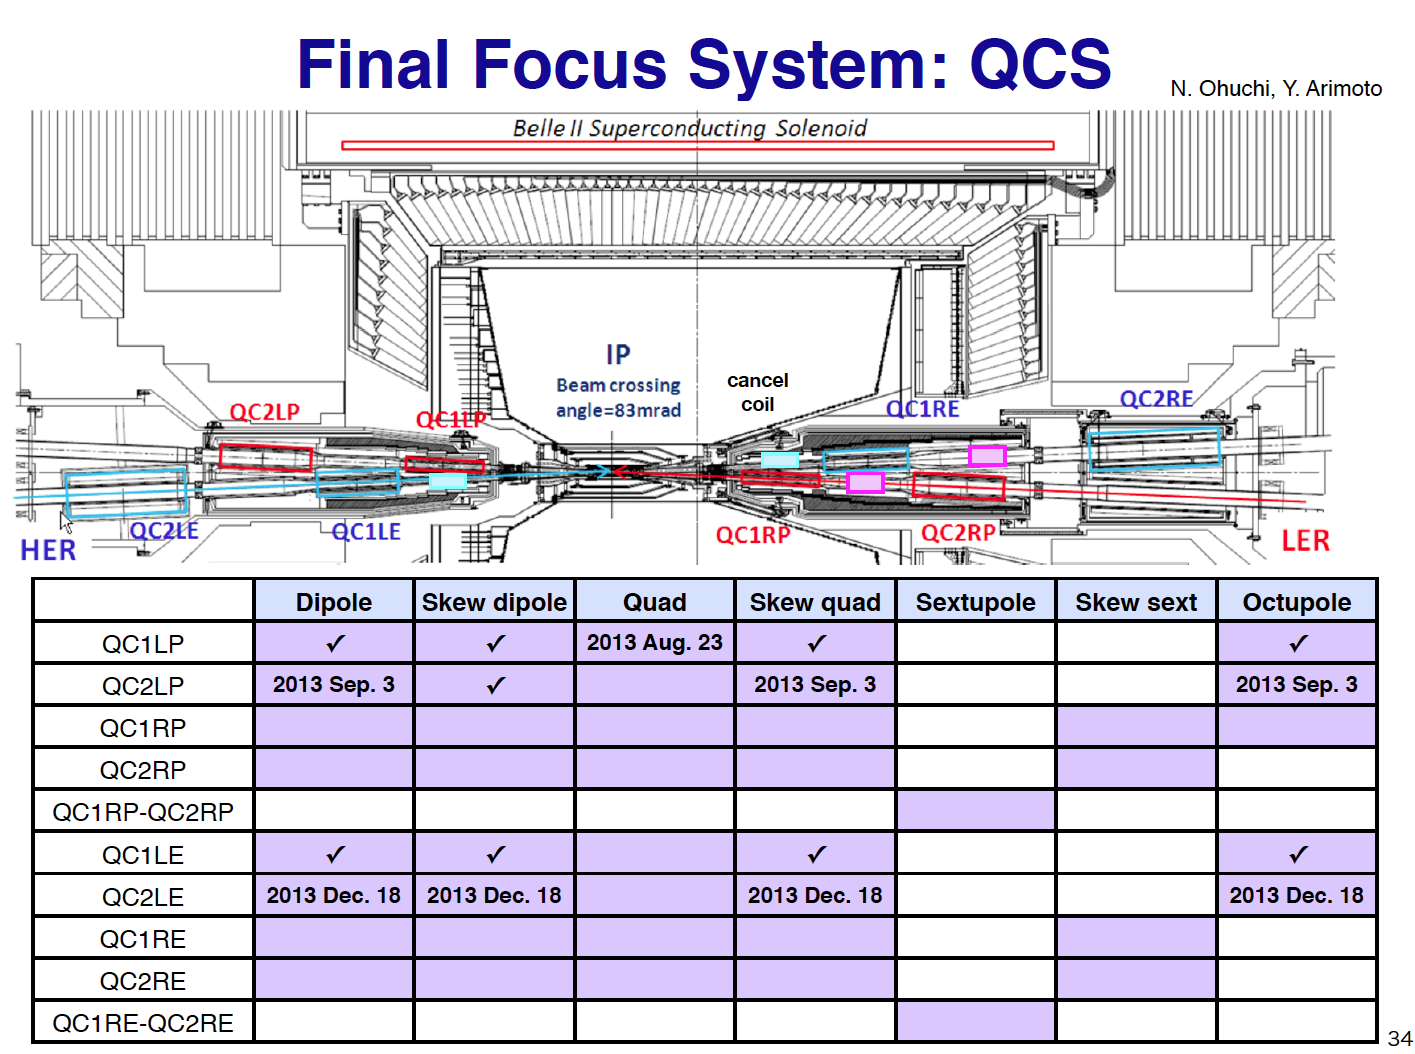 Final Focus System: QCS
N. Ohuchi, Y. Arimoto
Belle II Superconducting Solenoid
IP
Beam crossing
angle=83mrad
cancel
coil
QC2LP
QC1LP
QC1RE
QC2RE
QC2LE
QC1LE
QC1RP
QC2RP
HER
LER
Dipole Skew dipole Quad Skew quad Sextupole Skew sext Octupole
QC1LP ✓ ✓ 2013 Aug. 23 ✓ ✓
QC2LP 2013 Sep. 3 ✓ 2013 Sep. 3 2013 Sep. 3
QC1RP
QC2RP
QC1RP-QC2RP
QC1LE ✓ ✓ ✓ ✓
QC2LE 2013 Dec. 18 2013 Dec. 18 2013 Dec. 18 2013 Dec. 18
QC1RE
QC2RE
QC1RE-QC2RE
34